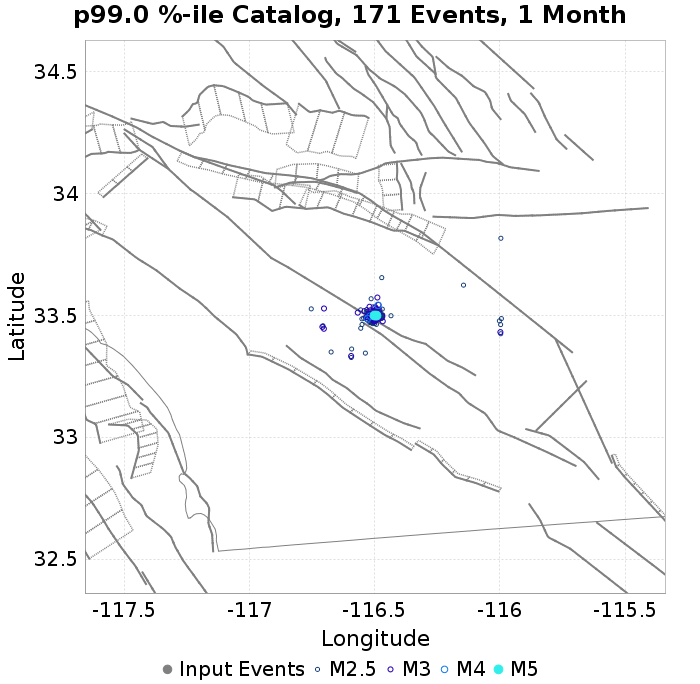 p99.0 %-ile Catalog, 171 Events, 1 Month
34.5
34
33.5
33
32.5
Latitude
-117.5 -117 -116.5 -116 -115.5
Longitude
Input Events M2.5 M3 M4 M5